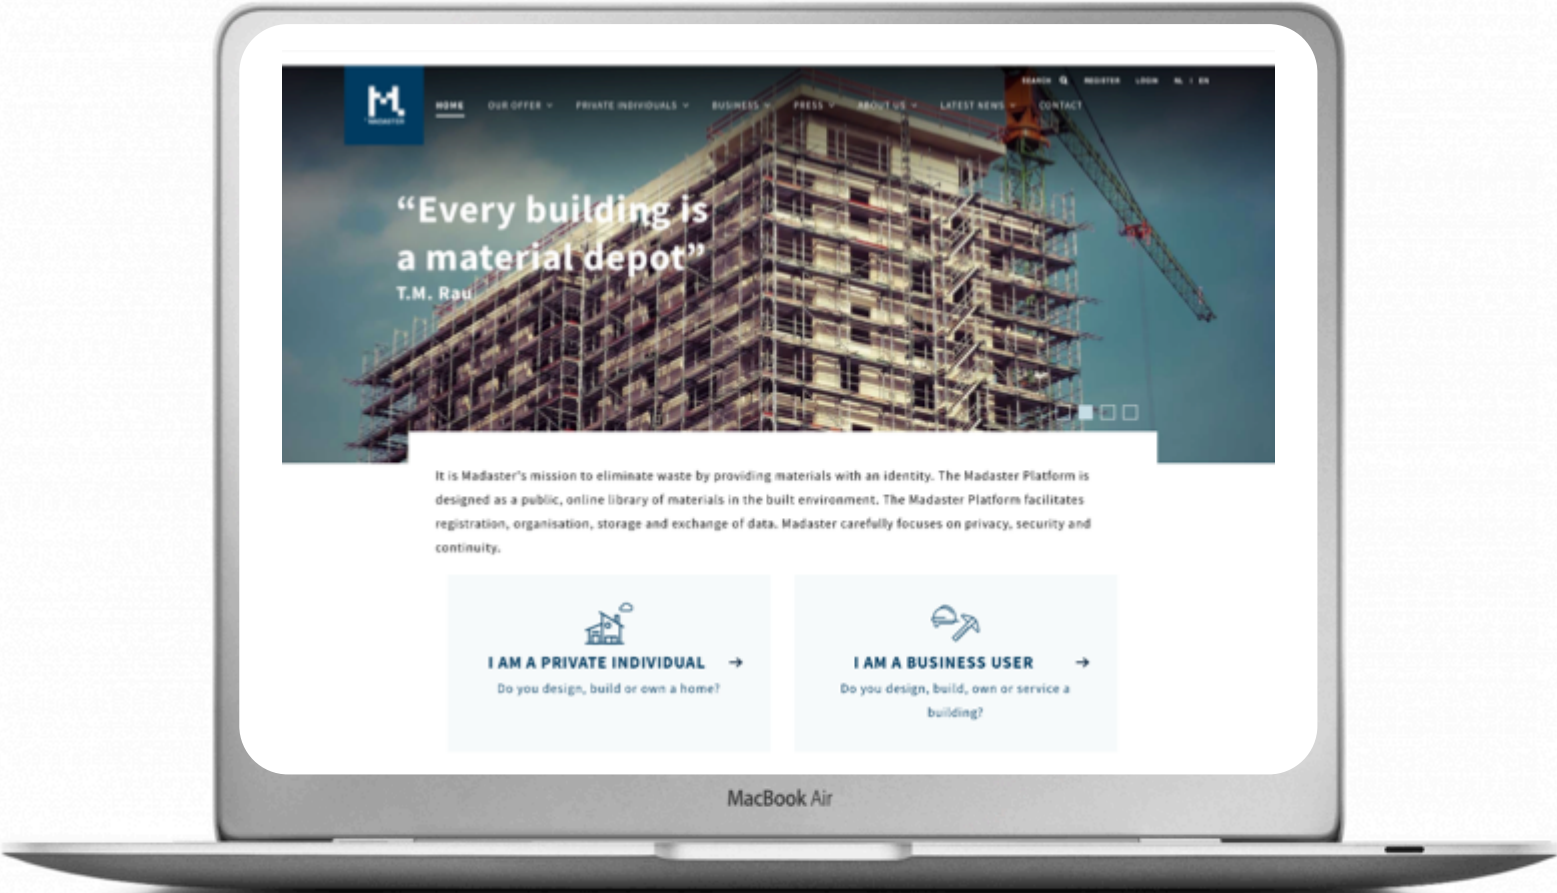 SEARCH REGISTER LOGIN NL | EN
M.
MADASTER
HOME OUR OFFER PRIVATE INDIVIDUALS BUSINESS PRESS ABOUT US LATEST NEWS CONTACT
“Every building is
a material depot”
T.M. Rau
It is Madaster's mission to eliminate waste by providing materials with an identity. The Madaster Platform is
designed as a public, online library of materials in the built environment. The Madaster Platform facilitates
registration, organisation, storage and exchange of data. Madaster carefully focuses on privacy, security and
continuity.
I AM A PRIVATE INDIVIDUAL
Do you design, build or own a home?
I AM A BUSINESS USER
Do you design, build, own or service a
building?
MacBook Air